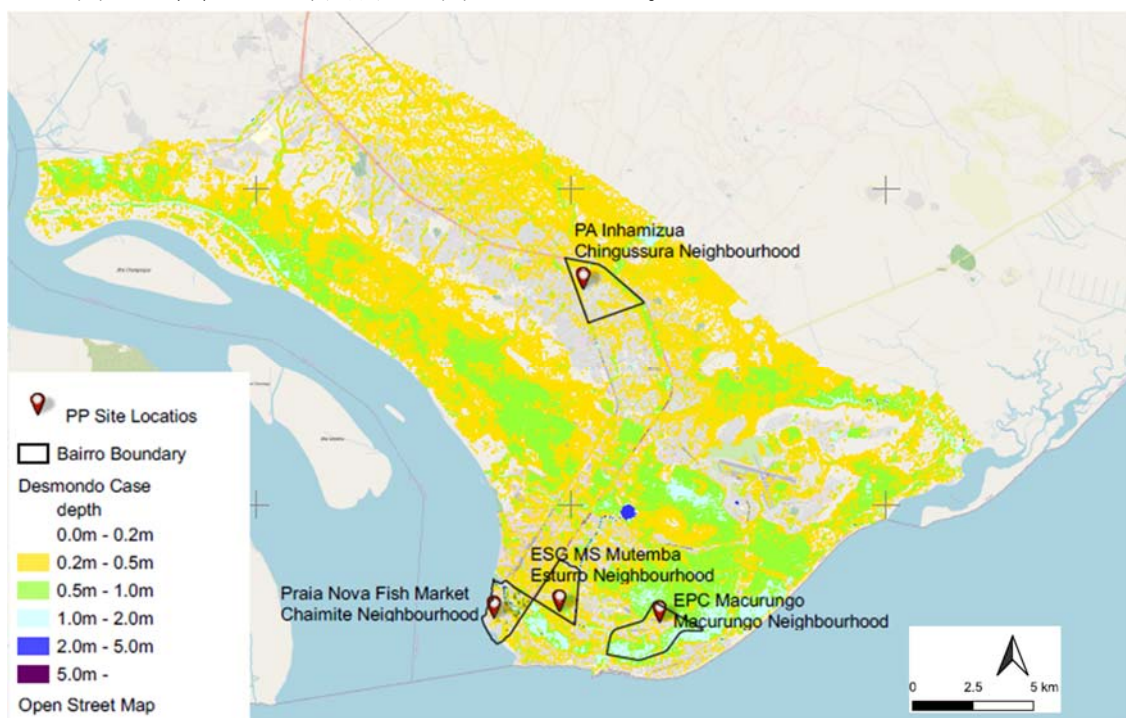 PA Inhamizua
Chingussura Neighbourhood
ESG MS Mutemba
Esturro Neighbourhood
Praia Nova Fish Market
Chaimite Neighbourhood
EPC Macurungo
Macurungo Neighbourhood
PP Site Locatios
Bairro Boundary
Desmondo Case
depth
0.0m - 0.2m
0.2m - 0.5m
0.5m - 1.0m
1.0m - 2.0m
2.0m - 5.0m
5.0m -
Open Street Map
0 2.5 5 km